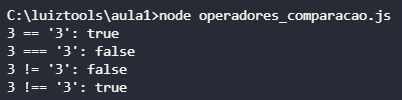 C:\luiztools\aula1>node operadores_comparacao.js
3 == '3': true
3 === '3': false
3 != '3': false
3 !== '3': true